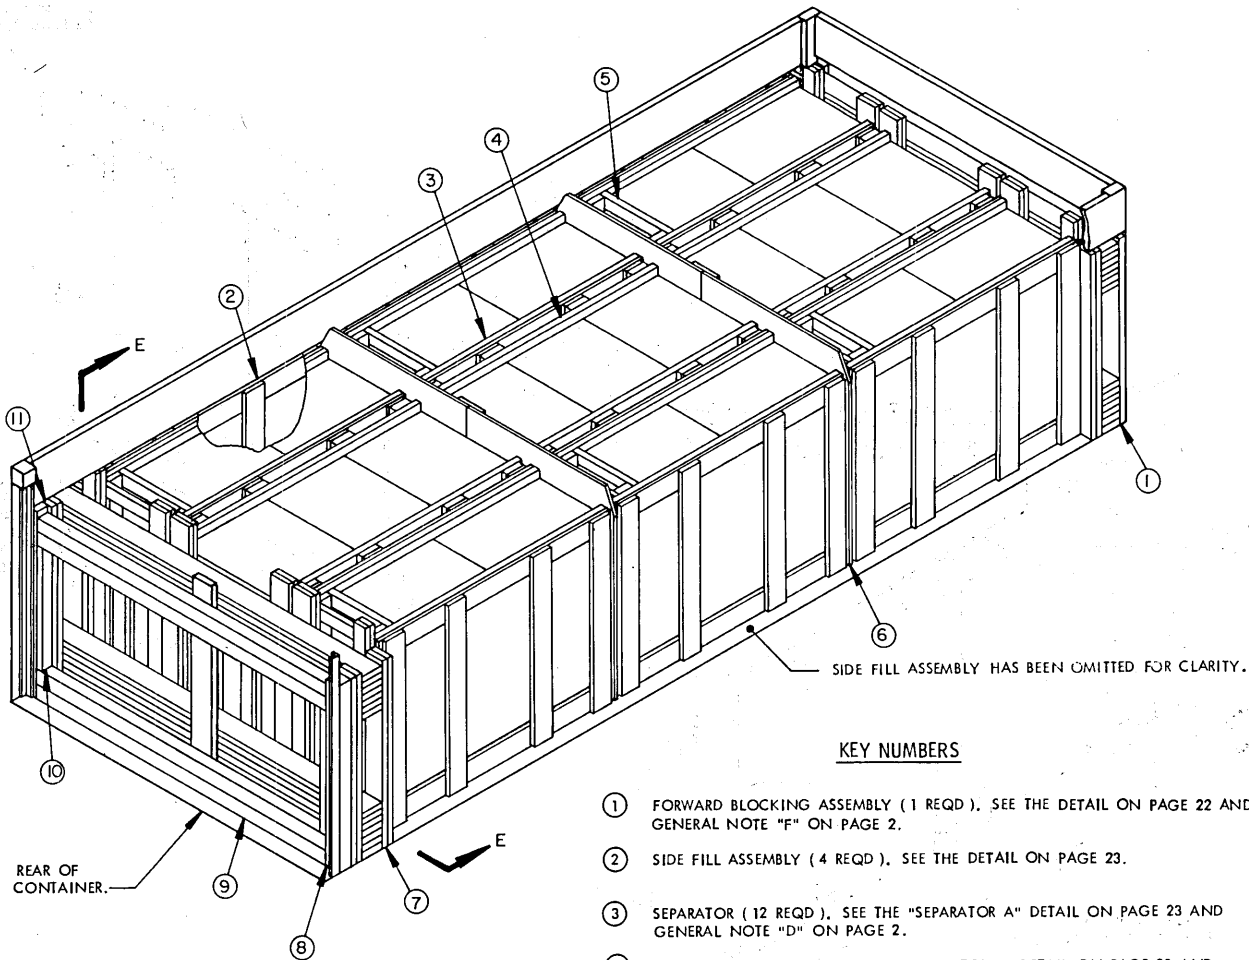 5
4
3
2
E
11
1
6
SIDE FILL ASSEMBLY HAS BEEN OMITTED FOR CLARITY.
10
E
REAR OF
CONTAINER.
9
7
8
KEY NUMBERS
1 FORWARD BLOCKING ASSEMBLY ( 1 REQD ). SEE THE DETAIL ON PAGE 22 AND
GENERAL NOTE "F" ON PAGE 2.
2 SIDE FILL ASSEMBLY ( 4 REQD ). SEE THE DETAIL ON PAGE 23.
3 SEPARATOR ( 12 REQD ). SEE THE "SEPARATOR A" DETAIL ON PAGE 23 AND
GENERAL NOTE "D" ON PAGE 2.